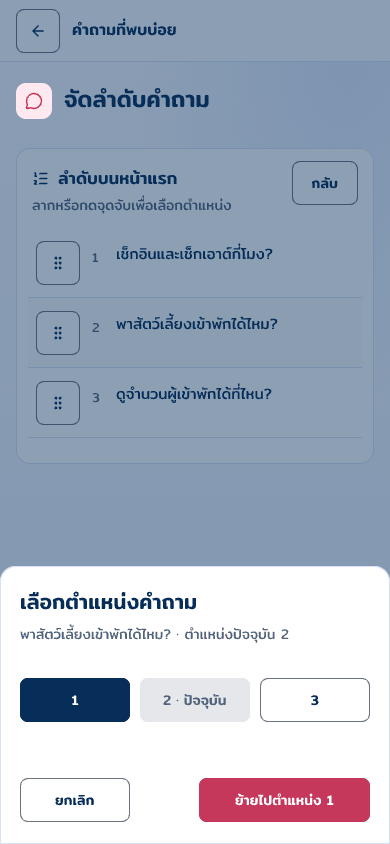 คำถามที่พบบ่อย
จัดลำดับคำถาม
ลำดับบนหน้าแรก
กลับ
ลากหรือกดจุดจับเพื่อเลือกตำแหน่ง
1 เช็กอินและเช็กเอาต์กี่โมง?
2 พาสัตว์เลี้ยงเข้าพักได้ไหม?
3 ดูจำนวนผู้เข้าพักได้ที่ไหน?
เลือกตำแหน่งคำถาม
พาสัตว์เลี้ยงเข้าพักได้ไหม? · ตำแหน่งปัจจุบัน 2
1
2 · ปัจจุบัน
3
ยกเลิก
ย้ายไปตำแหน่ง 1